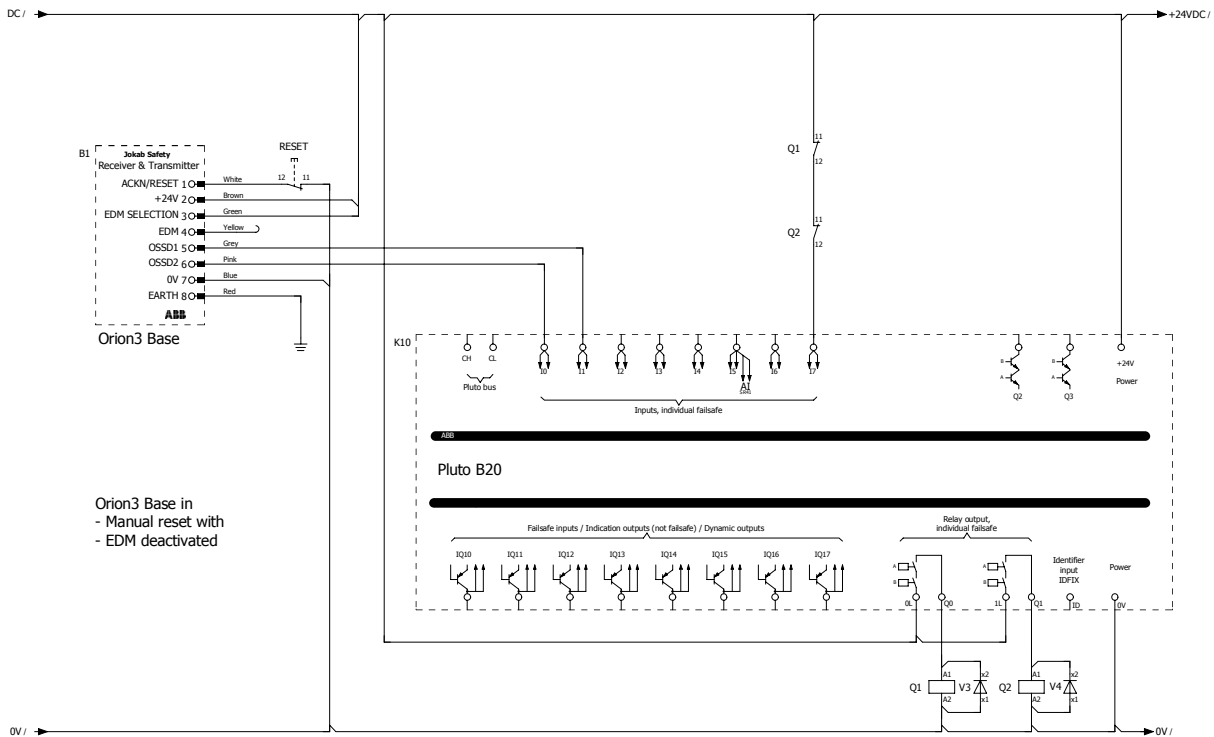 DC /
+24VDC /
B1
Jokab Safety
Receiver & Transmitter
ACKN/RESET 1
White
12
11
RESET
+24V 2
Brown
EDM SELECTION 3
Green
EDM 4
Yellow
OSSD1 5
Grey
OSSD2 6
Pink
0V 7
Blue
EARTH 8
Red
ABB
Orion3 Base
Q1
11
12
Q2
11
12
K10
CH
CL
Pluto bus
I0
I1
I2
I3
I4
I5
I6
I7
AI
Inputs, individual failsafe
B
A
Q2
B
A
Q3
+24V
Power
ABB
Pluto B20
Orion3 Base in
- Manual reset with
- EDM deactivated
Failsafe inputs / Indication outputs (not failsafe) / Dynamic outputs
IQ10
IQ11
IQ12
IQ13
IQ14
IQ15
IQ16
IQ17
Relay output,
individual failsafe
A
B
A
B
0L
Q0
1L
Q1
Identifier
input
IDFIX
ID
Power
0V
Q1
A1
A2
V3
x2
x1
Q2
A1
A2
V4
x2
x1
0V /
0V /